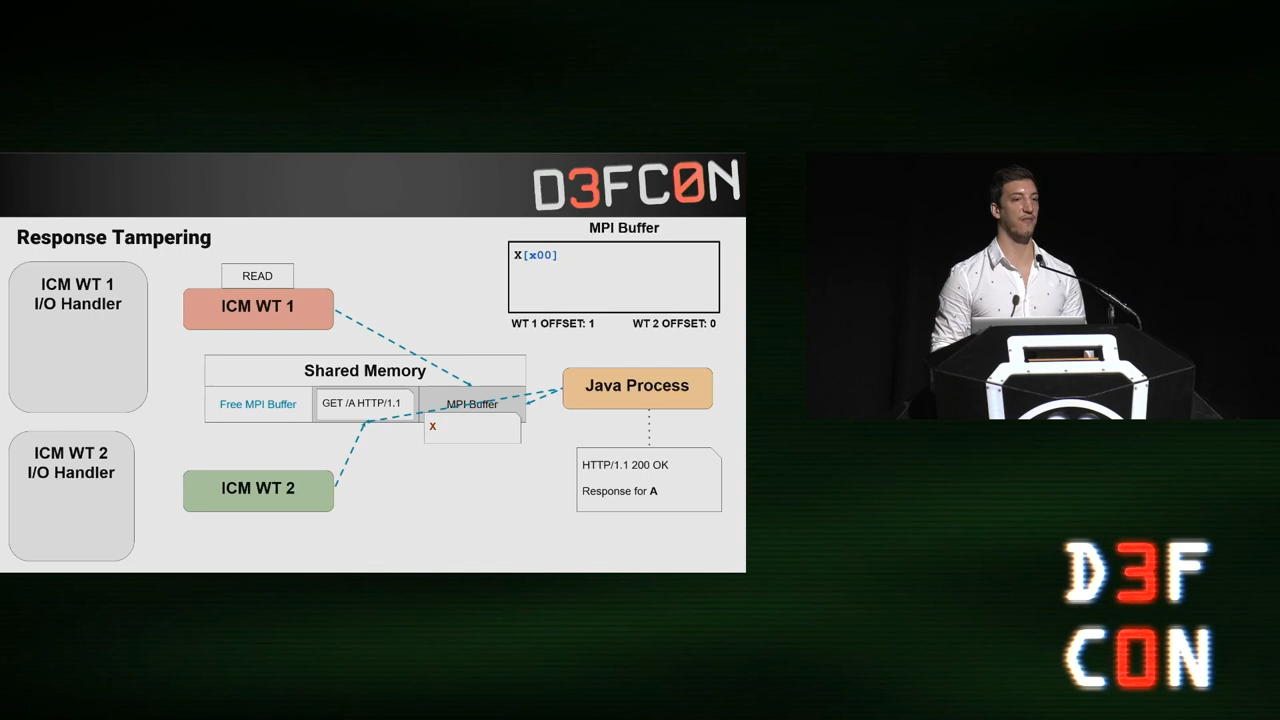 D3FC0N
Response Tampering
MPI Buffer
X[x00]
WT 1 OFFSET: 1
WT 2 OFFSET: 0
ICM WT 1
I/O Handler
READ
ICM WT 1
Shared Memory
Free MPI Buffer
GET /A HTTP/1.1
MPI Buffer
X
Java Process
HTTP/1.1 200 OK
Response for A
ICM WT 2
I/O Handler
ICM WT 2
D3F
C0N